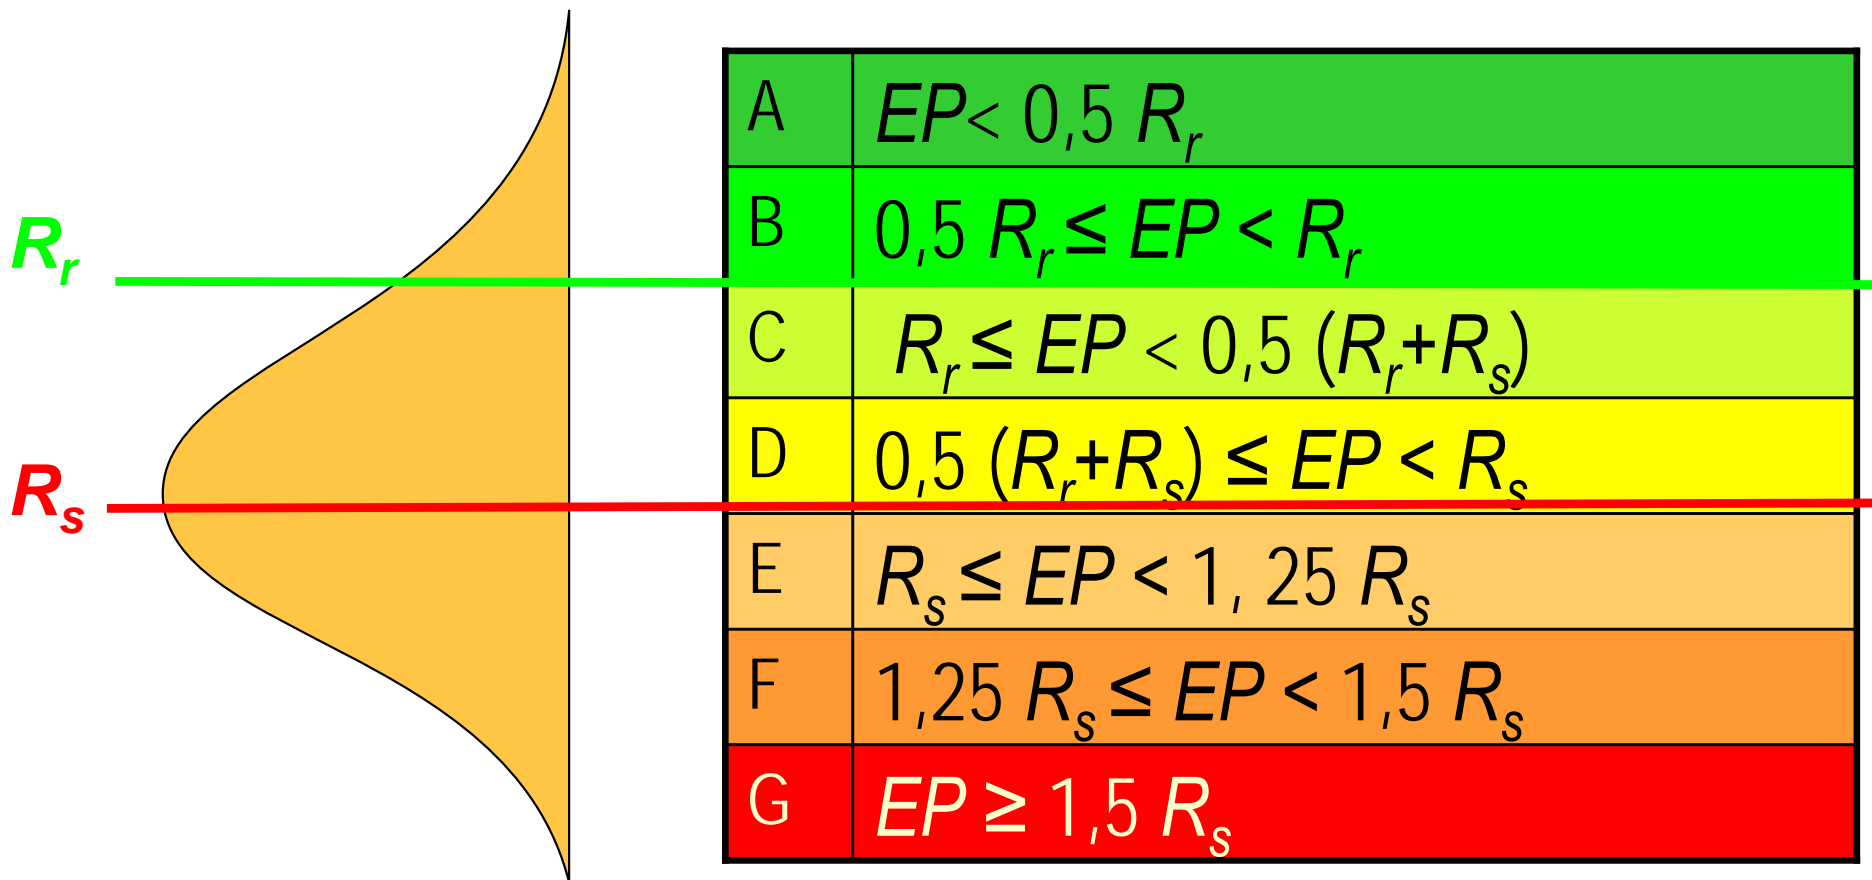 A EP< 0,5 Rr
B 0,5 Rr ≤ EP < Rr
Rr
C Rr ≤ EP < 0,5 (Rr+Rs)
D 0,5 (Rr+Rs) ≤ EP < Rs
Rs
E Rs ≤ EP < 1, 25 Rs
F 1,25 Rs ≤ EP < 1,5 Rs
G EP ≥ 1,5 Rs